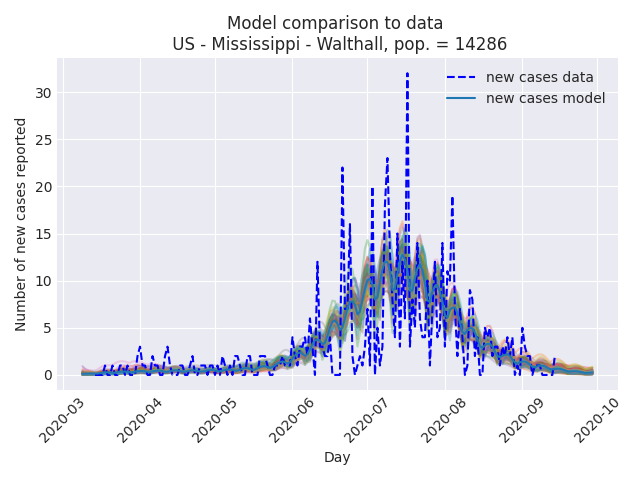 Model comparison to data
US - Mississippi - Walthall, pop. = 14286
new cases data
new cases model
Number of new cases reported
30
25
20
15
10
5
0
2020-03
2020-04
2020-05
2020-06
2020-07
2020-08
2020-09
2020-10
Day